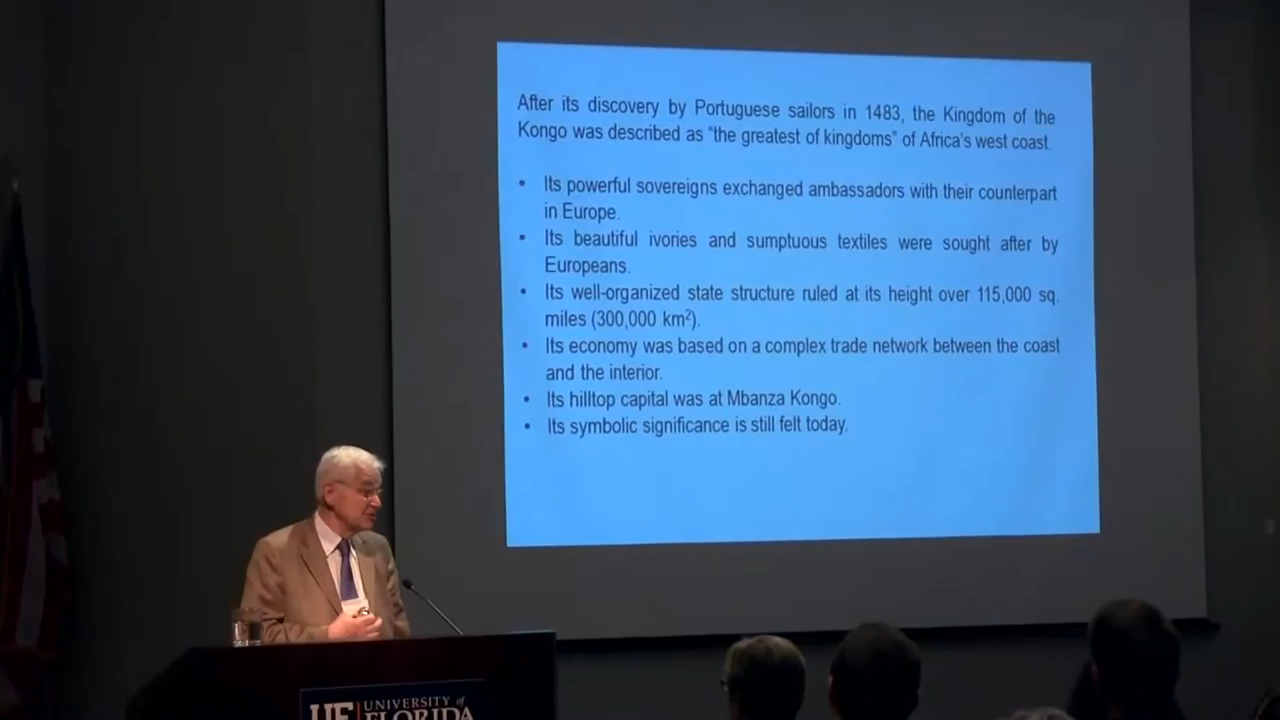 After its discovery by Portuguese sailors in 1483, the Kingdom of the
Kongo was described as “the greatest of kingdoms” of Africa’s west coast.
• Its powerful sovereigns exchanged ambassadors with their counterpart
in Europe.
• Its beautiful ivories and sumptuous textiles were sought after by
Europeans.
• Its well-organized state structure ruled at its height over 115,000 sq.
miles (300,000 km²).
• Its economy was based on a complex trade network between the coast
and the interior.
• Its hilltop capital was at Mbanza Kongo.
• Its symbolic significance is still felt today.
UF UNIVERSITY of
FLORIDA